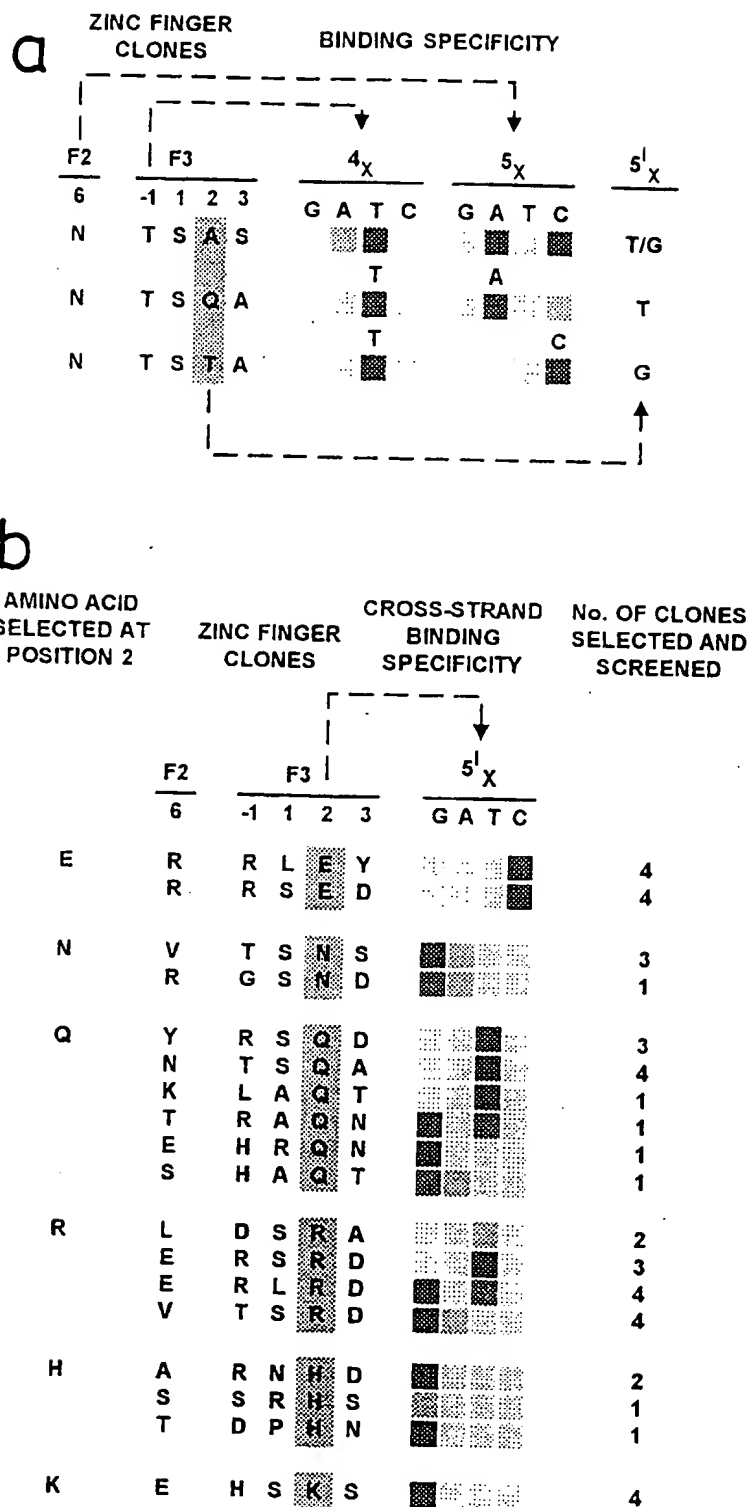 a
ZINC FINGER CLONES
BINDING SPECIFICITY
F2 F3 4X 5X 5'X
6 -1 1 2 3 G A T C G A T C
N T S A S T/G
T A
N T S Q A T
T C
N T S T A G
b
AMINO ACID SELECTED AT POSITION 2
ZINC FINGER CLONES
CROSS-STRAND BINDING SPECIFICITY
No. OF CLONES SELECTED AND SCREENED
F2 F3 5'X
6 -1 1 2 3 G A T C
E R R L E Y 4
R R S E D 4
N V T S N S 3
R G S N D 1
Q Y R S Q D 3
N T S Q A 4
K L A Q T 1
T R A Q N 1
E H R Q N 1
S H A Q T 1
R L D S R A 2
E R S R D 3
E R L R D 4
V T S R D 4
H A R N H D 2
S S R H S 1
T D P H N 1
K E H S K S 4